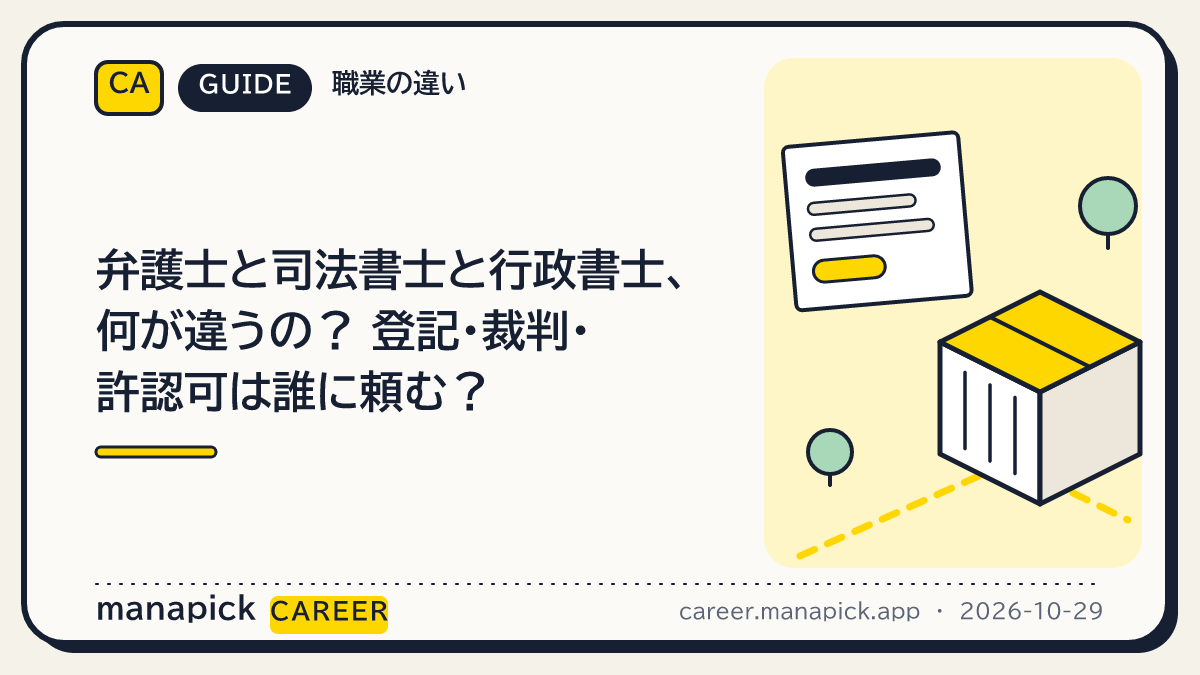 CA GUIDE 職業の違い
弁護士と司法書士と行政書士、
何が違うの？ 登記・裁判・
許認可は誰に頼む？
manapick CAREER career.manapick.app ・ 2026-10-29